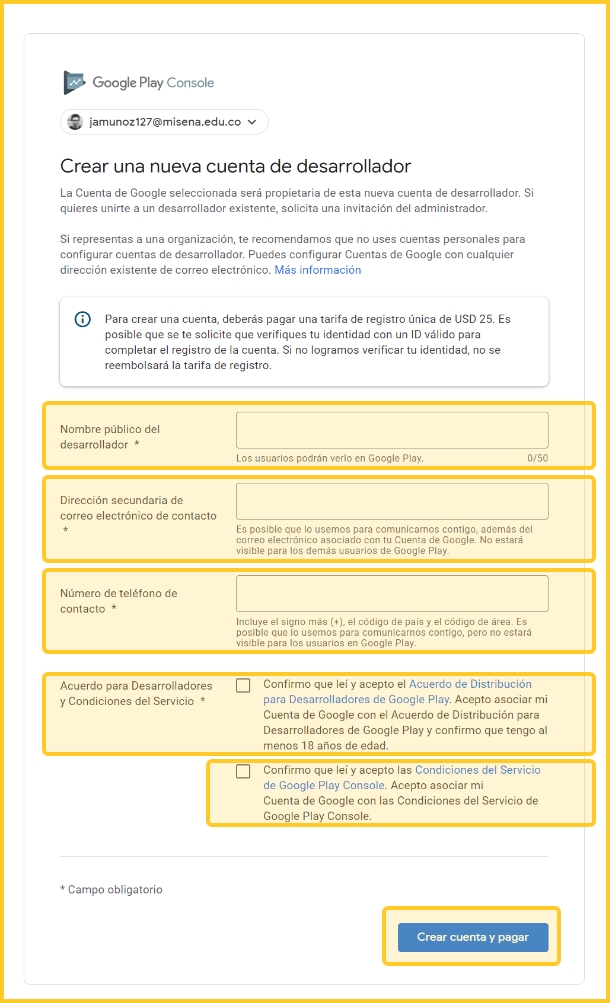 Google Play Console
jamunoz127@misena.edu.co
Crear una nueva cuenta de desarrollador
La Cuenta de Google seleccionada será propietaria de esta nueva cuenta de desarrollador. Si
quieres unirte a un desarrollador existente, solicita una invitación del administrador.
Si representas a una organización, te recomendamos que no uses cuentas personales para
configurar cuentas de desarrollador. Puedes configurar Cuentas de Google con cualquier
dirección existente de correo electrónico. Más información
Para crear una cuenta, deberás pagar una tarifa de registro única de USD 25. Es
posible que se te solicite que verifiques tu identidad con un ID válido para
completar el registro de la cuenta. Si no logramos verificar tu identidad, no se
reembolsará la tarifa de registro.
Nombre público del
desarrollador *
Los usuarios podrán verlo en Google Play. 0/50
Dirección secundaria de
correo electrónico de contacto
*
Es posible que lo usemos para comunicarnos contigo, además del
correo electrónico asociado con tu Cuenta de Google. No estará
visible para los demás usuarios de Google Play.
Número de teléfono de
contacto *
Incluye el signo más (+), el código de país y el código de área. Es
posible que lo usemos para comunicarnos contigo, pero no estará
visible para los usuarios en Google Play.
Acuerdo para Desarrolladores
y Condiciones del Servicio *
Confirmo que leí y acepto el Acuerdo de Distribución
para Desarrolladores de Google Play. Acepto asociar mi
Cuenta de Google con el Acuerdo de Distribución para
Desarrolladores de Google Play y confirmo que tengo al
menos 18 años de edad.
Confirmo que leí y acepto las Condiciones del Servicio
de Google Play Console. Acepto asociar mi
Cuenta de Google con las Condiciones del Servicio de
Google Play Console.
* Campo obligatorio
Crear cuenta y pagar